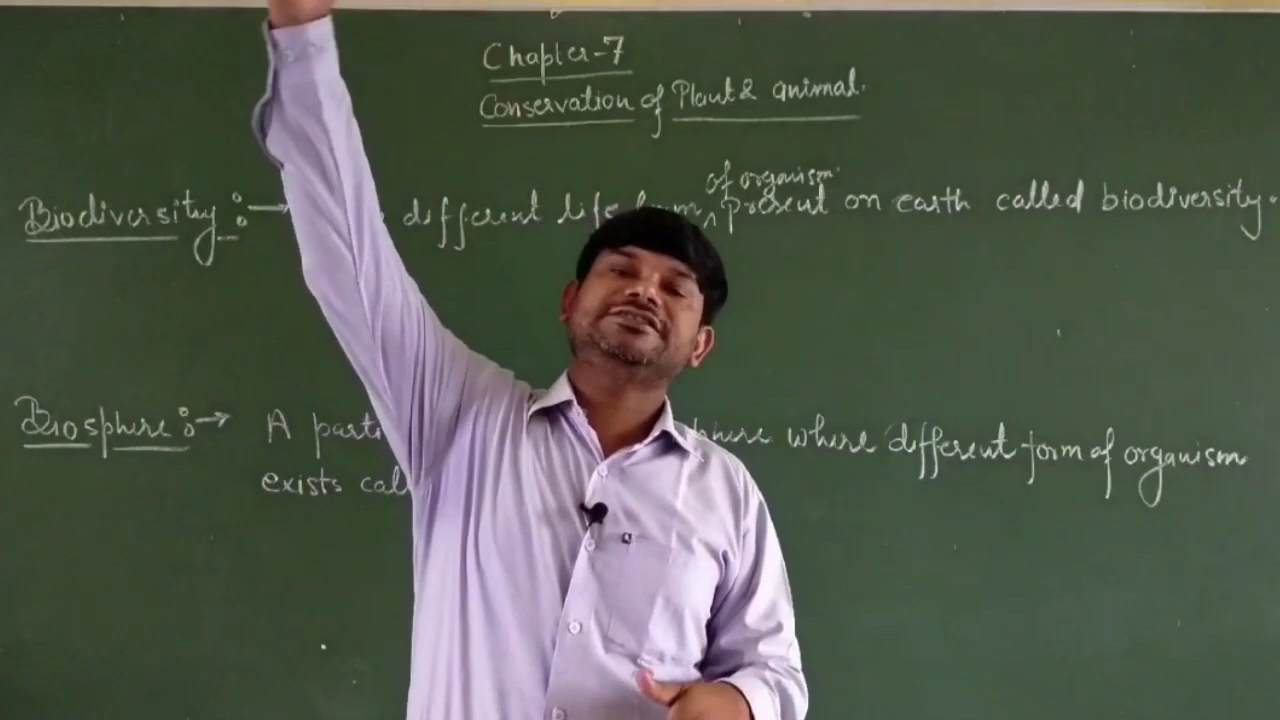 Chapter-7
Conservation of Plant & animal.
of organism.
Biodiversity :→ different life form ^ present on earth called biodiversity.
Biosphere :→ A where different form of organism
exists